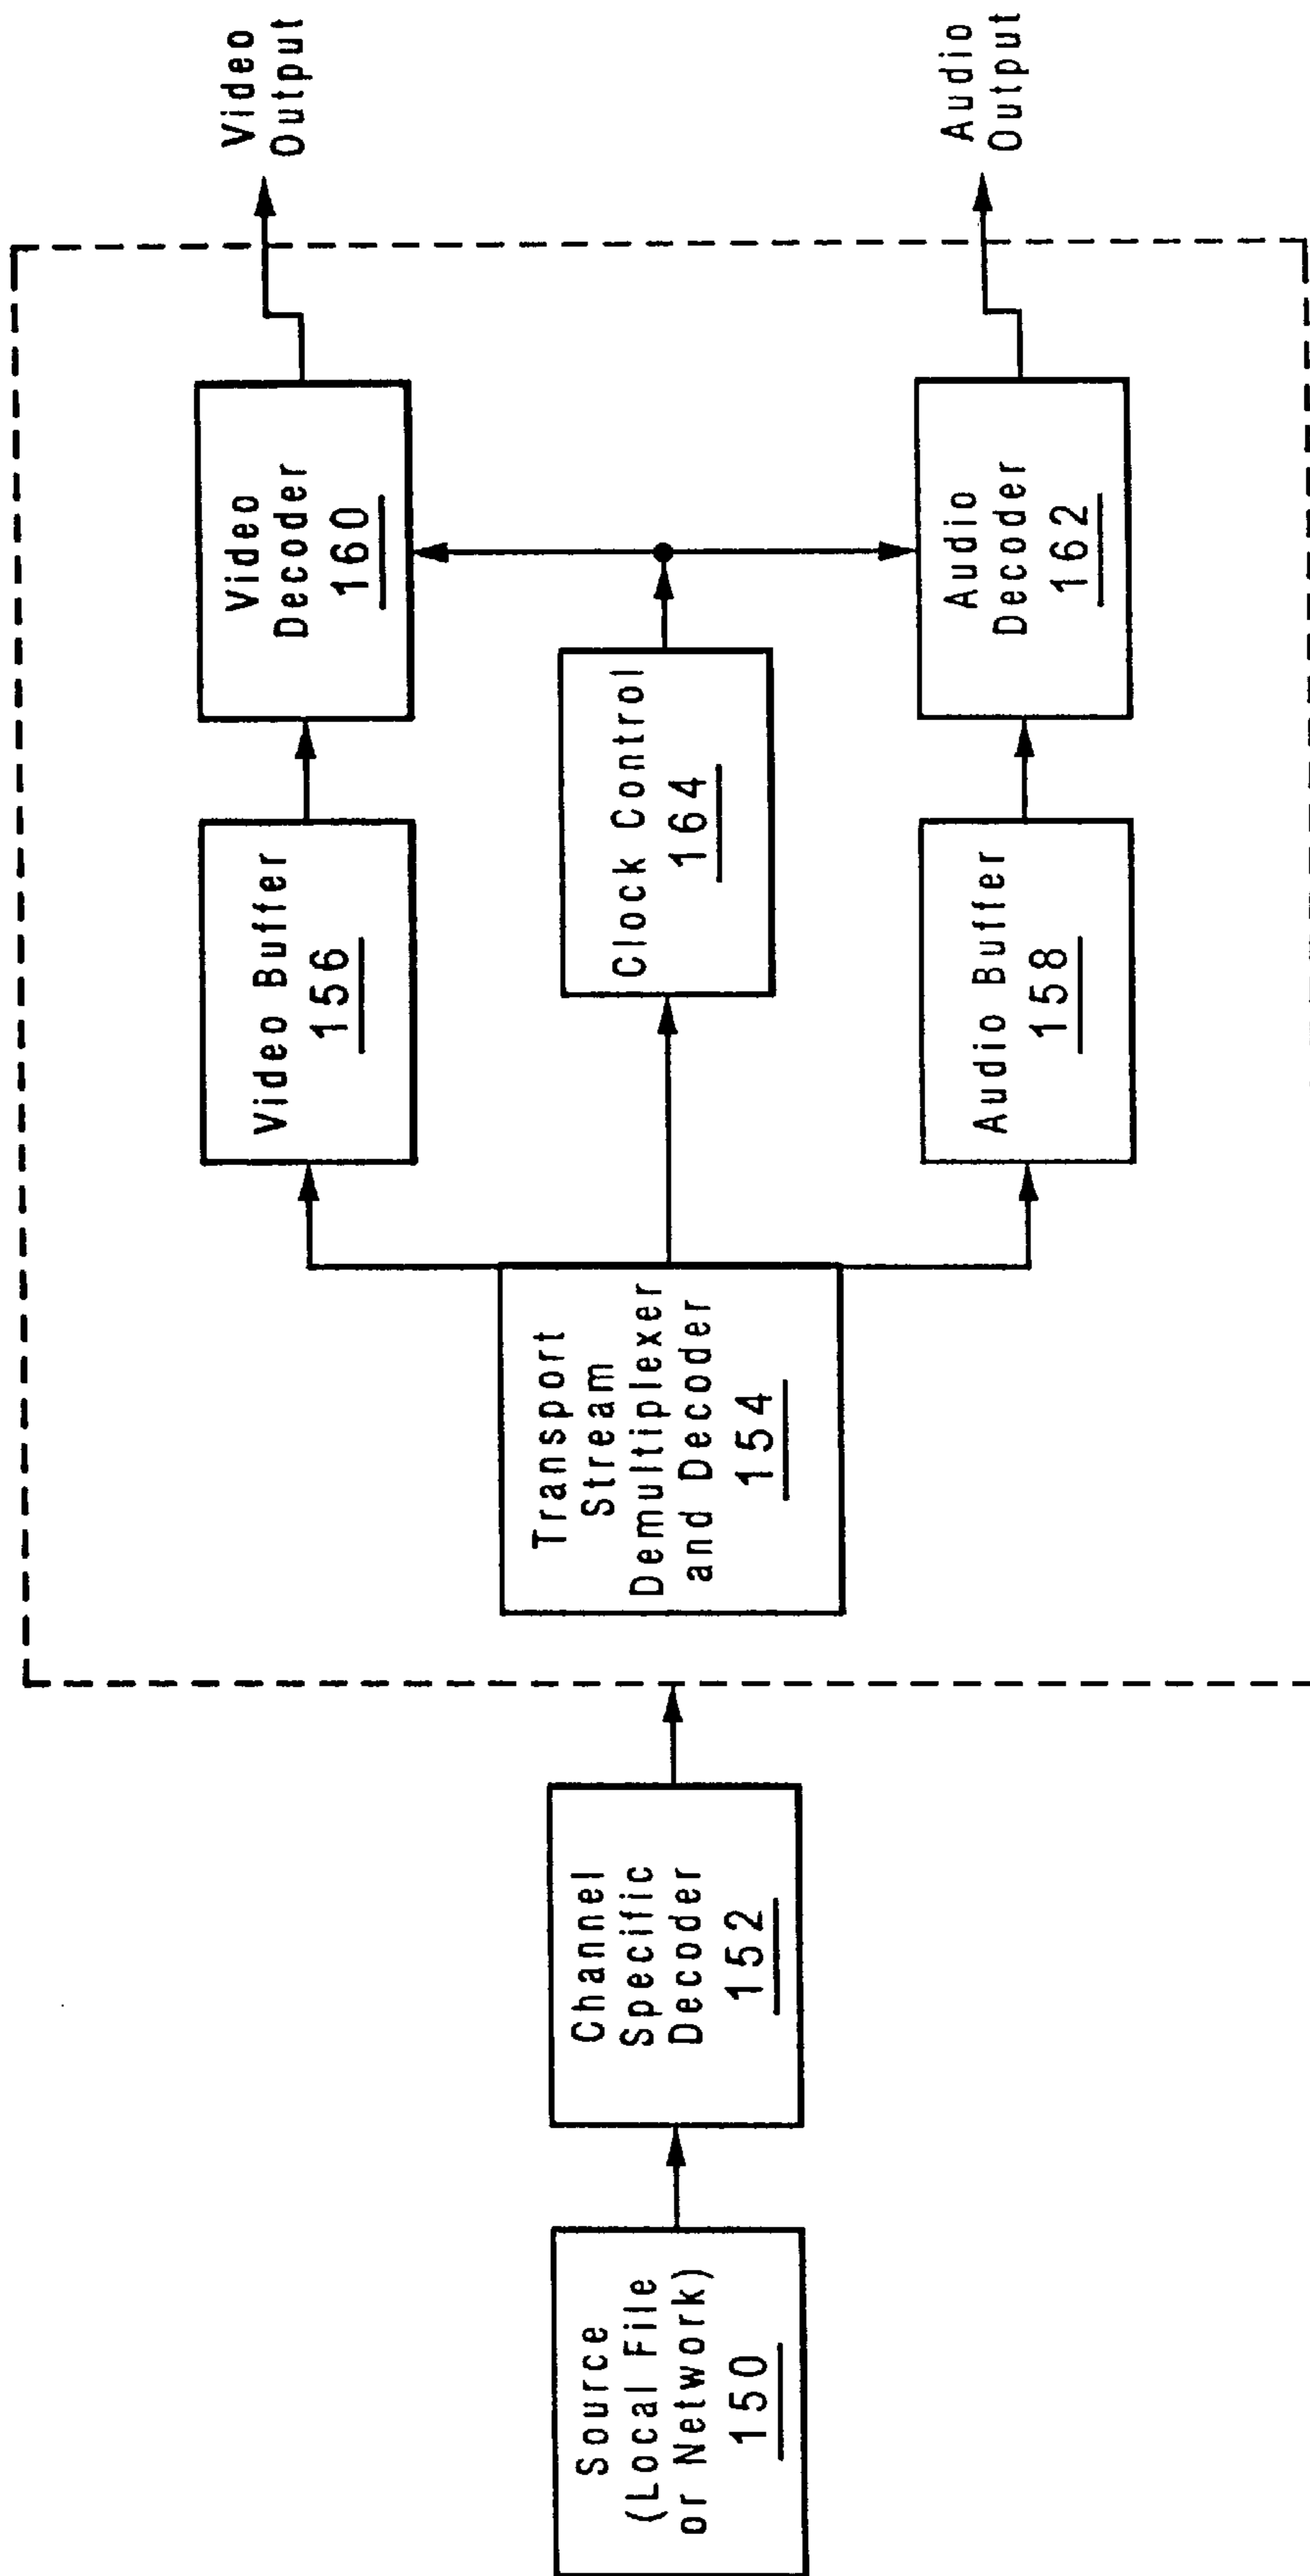 Source
(Local File
or Network)
150
Channel
Specific
Decoder
152
Transport
Stream
Demultiplexer
and Decoder
154
Video Buffer
156
Clock Control
164
Audio Buffer
158
Video
Decoder
160
Audio
Decoder
162
Video
Output
Audio
Output